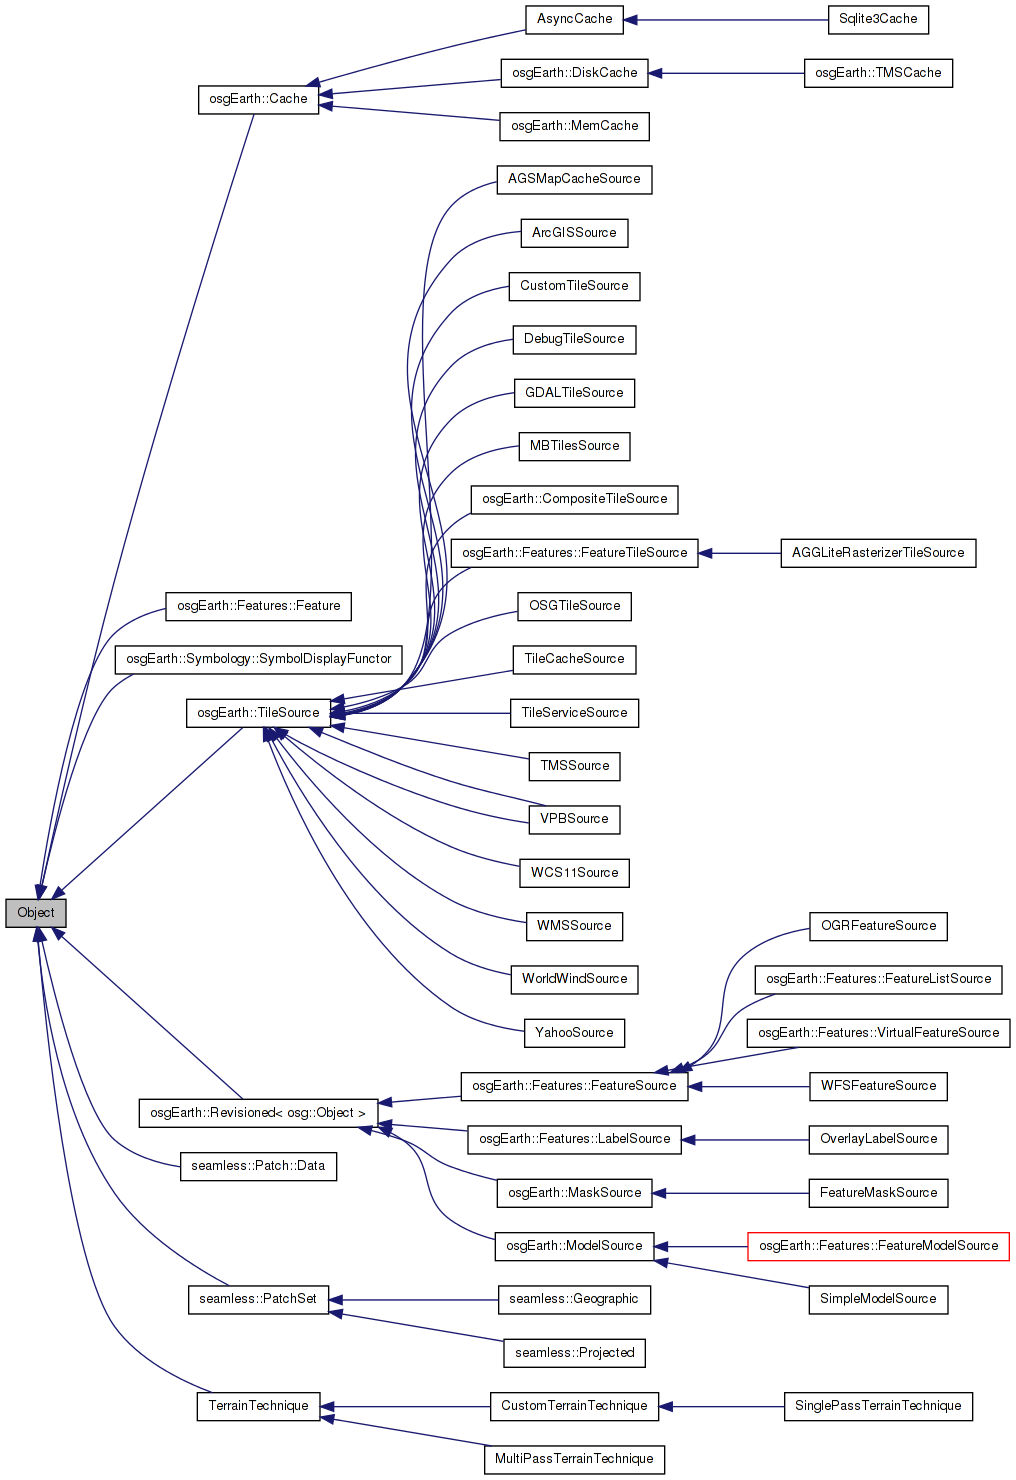 AsyncCache
Sqlite3Cache
osgEarth::DiskCache
osgEarth::TMSCache
osgEarth::Cache
osgEarth::MemCache
AGSMapCacheSource
ArcGISSource
CustomTileSource
DebugTileSource
GDALTileSource
MBTilesSource
osgEarth::CompositeTileSource
osgEarth::Features::FeatureTileSource
AGGLiteRasterizerTileSource
osgEarth::Features::Feature
OSGTileSource
osgEarth::Symbology::SymbolDisplayFunctor
TileCacheSource
osgEarth::TileSource
TileServiceSource
TMSSource
VPBSource
WCS11Source
Object
WMSSource
OGRFeatureSource
WorldWindSource
osgEarth::Features::FeatureListSource
YahooSource
osgEarth::Features::VirtualFeatureSource
osgEarth::Features::FeatureSource
WFSFeatureSource
osgEarth::Revisioned< osg::Object >
osgEarth::Features::LabelSource
OverlayLabelSource
seamless::Patch::Data
osgEarth::MaskSource
FeatureMaskSource
osgEarth::ModelSource
osgEarth::Features::FeatureModelSource
seamless::PatchSet
seamless::Geographic
SimpleModelSource
seamless::Projected
TerrainTechnique
CustomTerrainTechnique
SinglePassTerrainTechnique
MultiPassTerrainTechnique